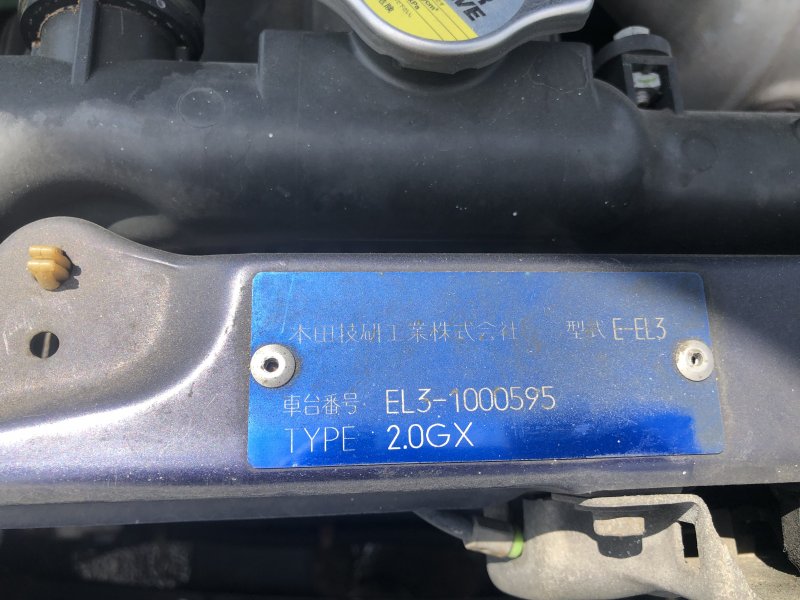 VE
本田技研工業株式会社 型式 E-EL3
車台番号 EL3-1000595
TYPE 2.0GX